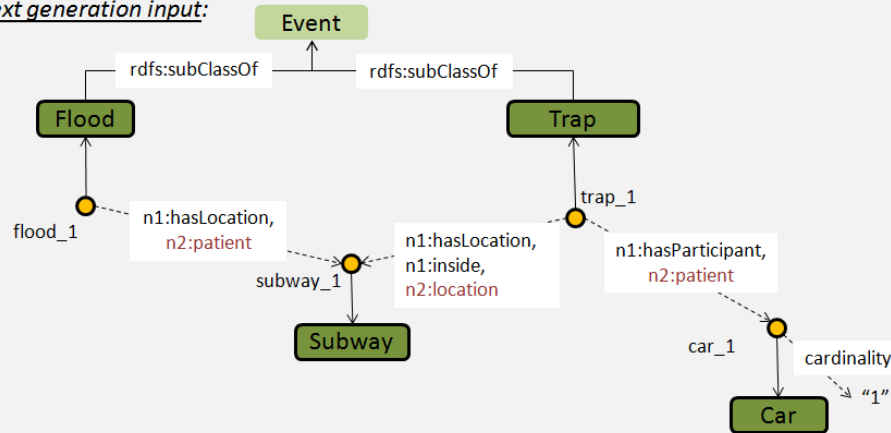 ext generation input:
Event
rdfs:subClassOf
rdfs:subClassOf
Flood
Trap
trap_1
flood_1
n1:hasLocation,
n2:patient
n1:hasLocation,
n1:inside,
n2:location
n1:hasParticipant,
n2:patient
subway_1
Subway
car_1
cardinality
"1"
Car